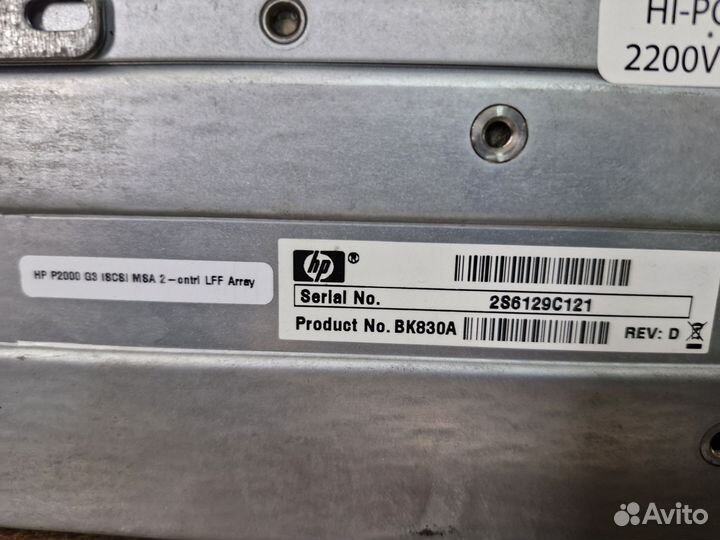 HI-PO
2200V
HP P2000 G3 iSCSI MSA 2-cntrl LFF Array
hp ®
Serial No. 2S6129C121
Product No. BK830A REV: D
Avito